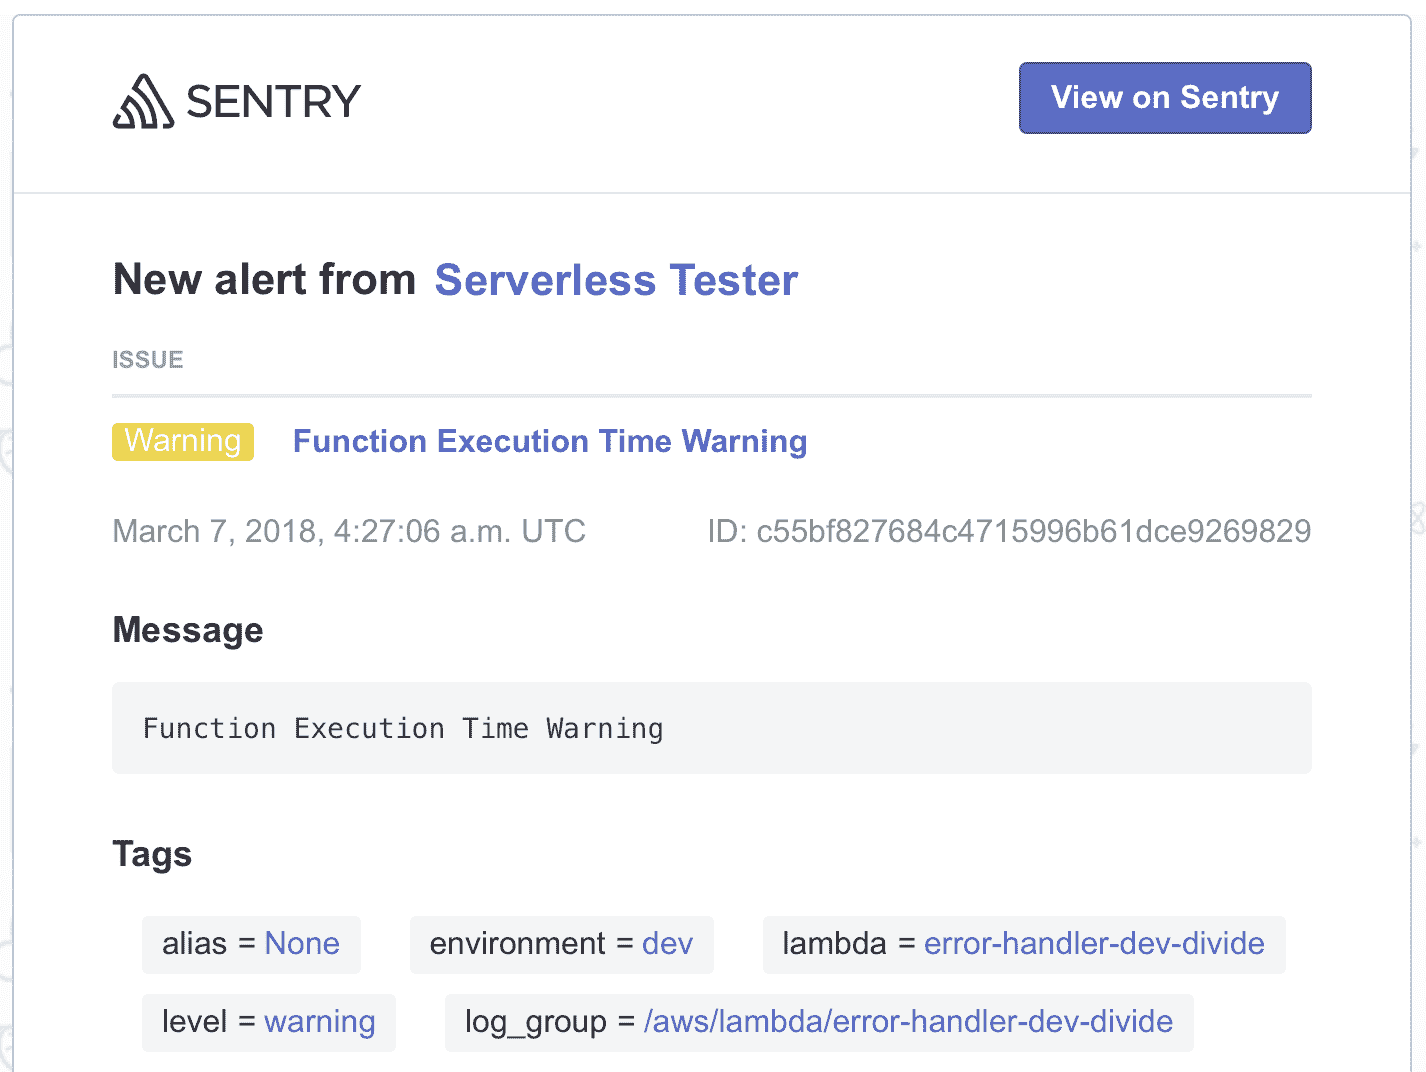 SENTRY
View on Sentry
New alert from Serverless Tester
ISSUE
Warning Function Execution Time Warning
March 7, 2018, 4:27:06 a.m. UTC ID: c55bf827684c4715996b61dce9269829
Message
Function Execution Time Warning
Tags
alias = None environment = dev lambda = error-handler-dev-divide
level = warning log_group = /aws/lambda/error-handler-dev-divide